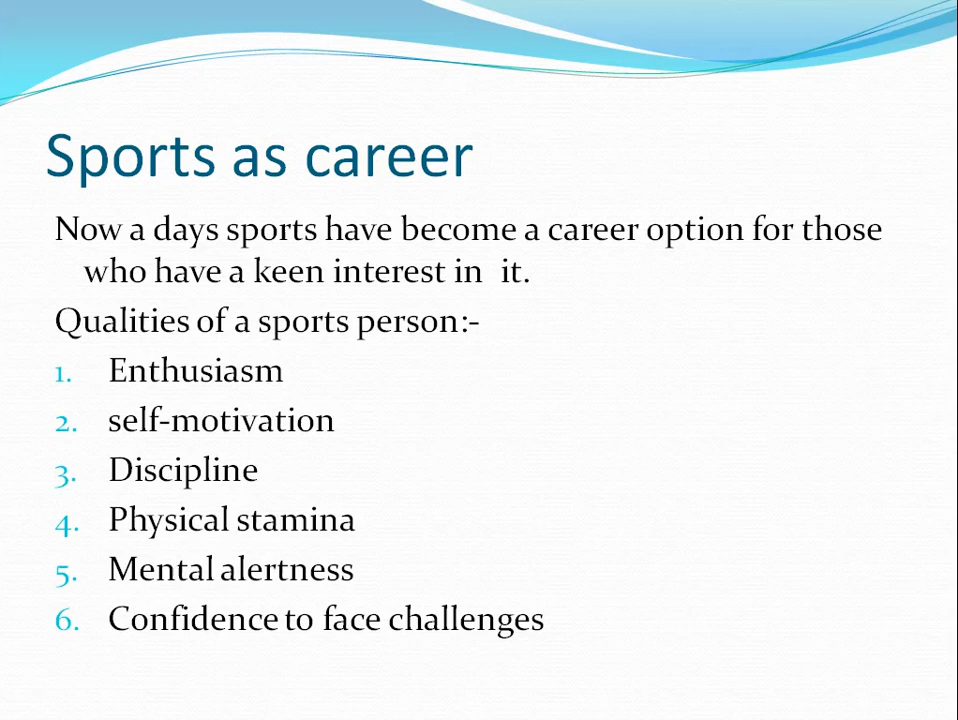 Sports as career
Now a days sports have become a career option for those
who have a keen interest in  it.
Qualities of a sports person:-
1. Enthusiasm
2. self-motivation
3. Discipline
4. Physical stamina
5. Mental alertness
6. Confidence to face challenges